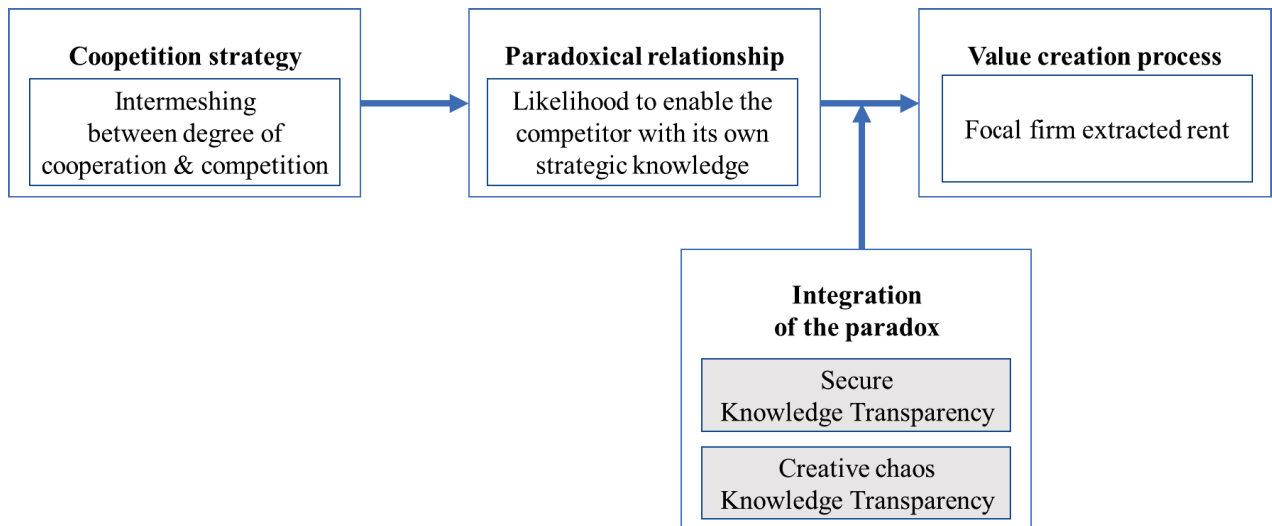 Coopetition strategy
Intermeshing
between degree of
cooperation & competition
Paradoxical relationship
Likelihood to enable the
competitor with its own
strategic knowledge
Value creation process
Focal firm extracted rent
Integration
of the paradox
Secure
Knowledge Transparency
Creative chaos
Knowledge Transparency